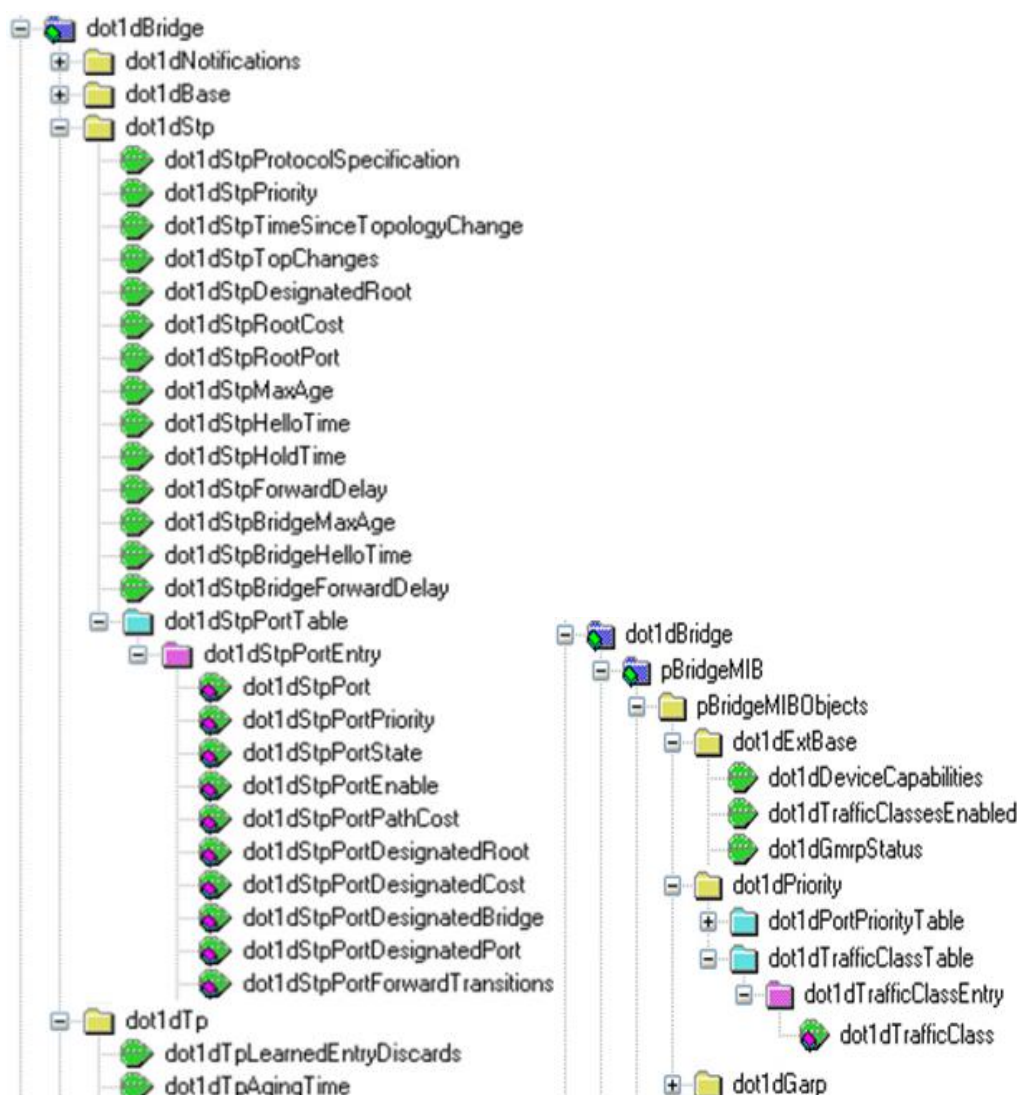 dot1dBridge
dot1dNotifications
dot1dBase
dot1dStp
dot1dStpProtocolSpecification
dot1dStpPriority
dot1dStpTimeSinceTopologyChange
dot1dStpTopChanges
dot1dStpDesignatedRoot
dot1dStpRootCost
dot1dStpRootPort
dot1dStpMaxAge
dot1dStpHelloTime
dot1dStpHoldTime
dot1dStpForwardDelay
dot1dStpBridgeMaxAge
dot1dStpBridgeHelloTime
dot1dStpBridgeForwardDelay
dot1dStpPortTable
dot1dStpPortEntry
dot1dStpPort
dot1dStpPortPriority
dot1dStpPortState
dot1dStpPortEnable
dot1dStpPortPathCost
dot1dStpPortDesignatedRoot
dot1dStpPortDesignatedCost
dot1dStpPortDesignatedBridge
dot1dStpPortDesignatedPort
dot1dStpPortForwardTransitions
dot1dTp
dot1dTpLearnedEntryDiscards
dot1dTpAgingTime
dot1dBridge
pBridgeMIB
pBridgeMIBObjects
dot1dExtBase
dot1dDeviceCapabilities
dot1dTrafficClassesEnabled
dot1dGmrpStatus
dot1dPriority
dot1dPortPriorityTable
dot1dTrafficClassTable
dot1dTrafficClassEntry
dot1dTrafficClass
dot1dGarp